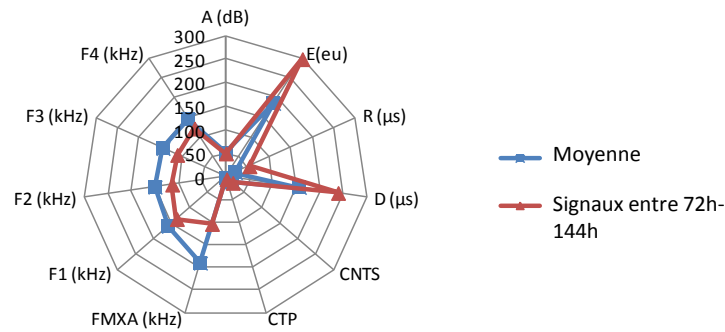 A (dB)
300
250
200
150
100
50
0
E(eu)
R (µs)
D (µs)
CNTS
CTP
FMXA (kHz)
F1 (kHz)
F2 (kHz)
F3 (kHz)
F4 (kHz)
Moyenne
Signaux entre 72h-
144h